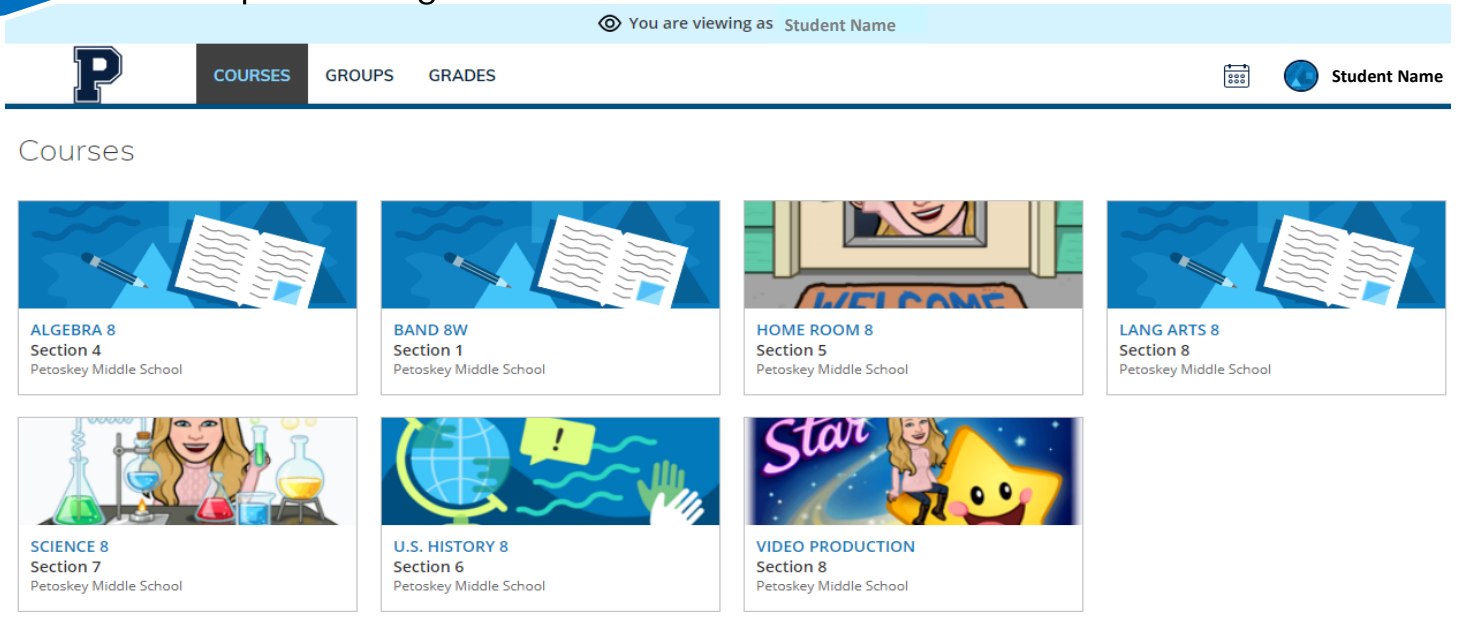 You are viewing as Student Name
P
COURSES GROUPS GRADES
Student Name
Courses
ALGEBRA 8
Section 4
Petoskey Middle School
BAND 8W
Section 1
Petoskey Middle School
WELCOME
HOME ROOM 8
Section 5
Petoskey Middle School
LANG ARTS 8
Section 8
Petoskey Middle School
SCIENCE 8
Section 7
Petoskey Middle School
!
U.S. HISTORY 8
Section 6
Petoskey Middle School
Star
VIDEO PRODUCTION
Section 8
Petoskey Middle School